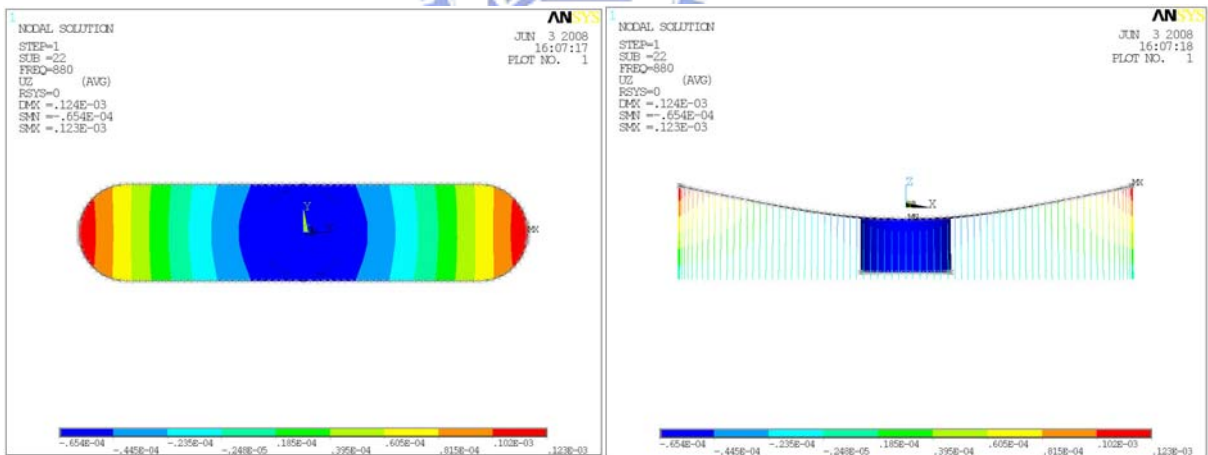 1
NODAL SOLUTION
STEP=1
SUB =22
FREQ=880
UZ (AVG)
RSYS=0
DMX =.124E-03
SMN =-.654E-04
SMX =.123E-03
ANSYS
JUN 3 2008
16:07:17
PLOT NO. 1
Y
MX
-.654E-04
-.445E-04
-.235E-04
-.248E-05
.185E-04
.395E-04
.605E-04
.815E-04
.102E-03
.123E-03
1
NODAL SOLUTION
STEP=1
SUB =22
FREQ=880
UZ (AVG)
RSYS=0
DMX =.124E-03
SMN =-.654E-04
SMX =.123E-03
ANSYS
JUN 3 2008
16:07:18
PLOT NO. 1
Z
X
MX
MN
-.654E-04
-.445E-04
-.235E-04
-.248E-05
.185E-04
.395E-04
.605E-04
.815E-04
.102E-03
.123E-03